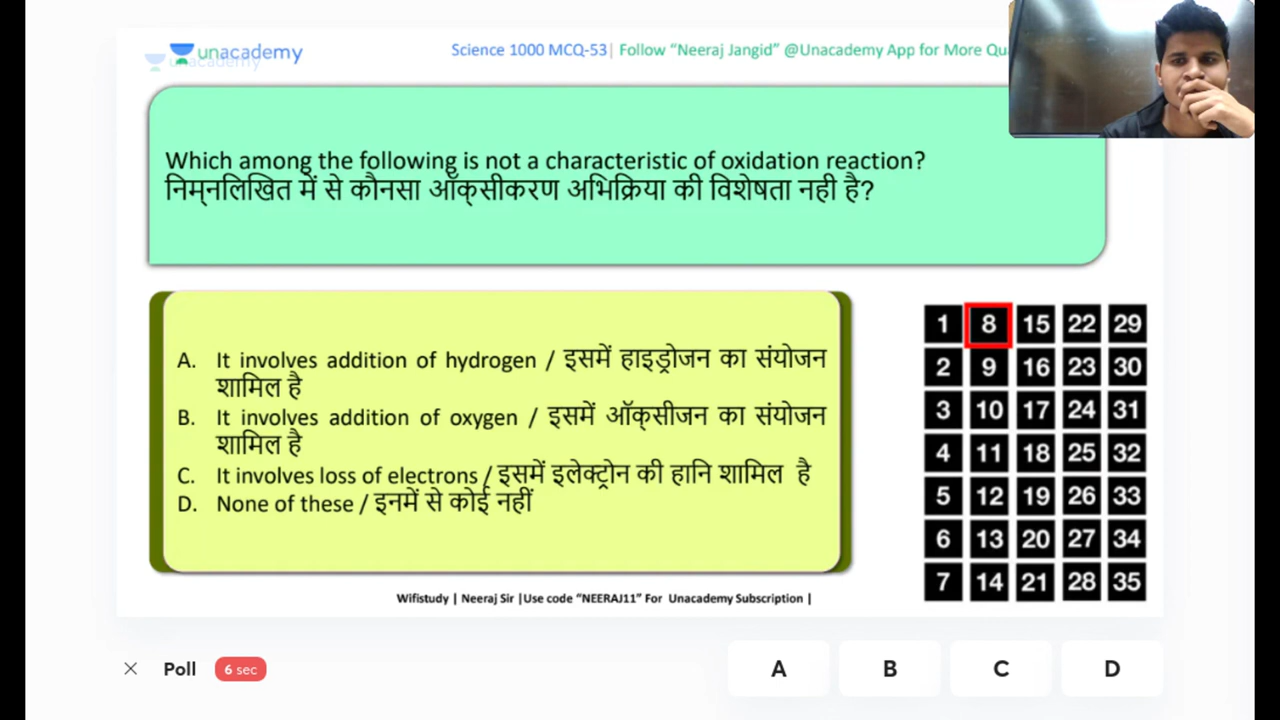 unacademy
unacademy
Science 1000 MCQ-53| Follow “Neeraj Jangid” @Unacademy App for More
Which among the following is not a characteristic of oxidation reaction?
निम्नलिखित में से कौनसा ऑक्सीकरण अभिक्रिया की विशेषता नही है?
A. It involves addition of hydrogen / इसमें हाइड्रोजन का संयोजन
शामिल है
B. It involves addition of oxygen / इसमें ऑक्सीजन का संयोजन
शामिल है
C. It involves loss of electrons / इसमें इलेक्ट्रोन की हानि शामिल है
D. None of these / इनमें से कोई नहीं
1 8 15 22 29
2 9 16 23 30
3 10 17 24 31
4 11 18 25 32
5 12 19 26 33
6 13 20 27 34
7 14 21 28 35
Wifistudy | Neeraj Sir |Use code “NEERAJ11” For Unacademy Subscription |
Poll 6 sec A B C D